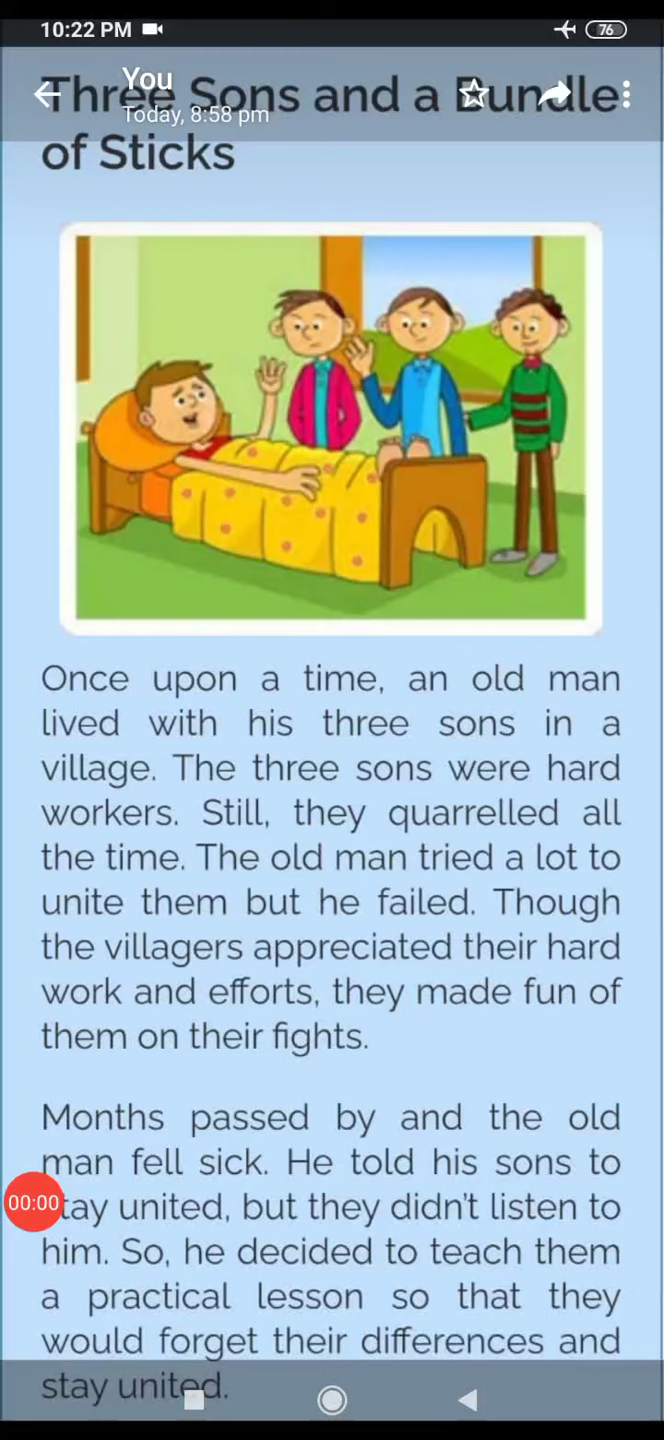 10:22 PM
76
You
Today, 8:58 pm
Three Sons and a Bundle
of Sticks
Once upon a time, an old man
lived with his three sons in a
village. The three sons were hard
workers. Still, they quarrelled all
the time. The old man tried a lot to
unite them but he failed. Though
the villagers appreciated their hard
work and efforts, they made fun of
them on their fights.
Months passed by and the old
man fell sick. He told his sons to
00:00
tay united, but they didn't listen to
him. So, he decided to teach them
a practical lesson so that they
would forget their differences and
stay united.